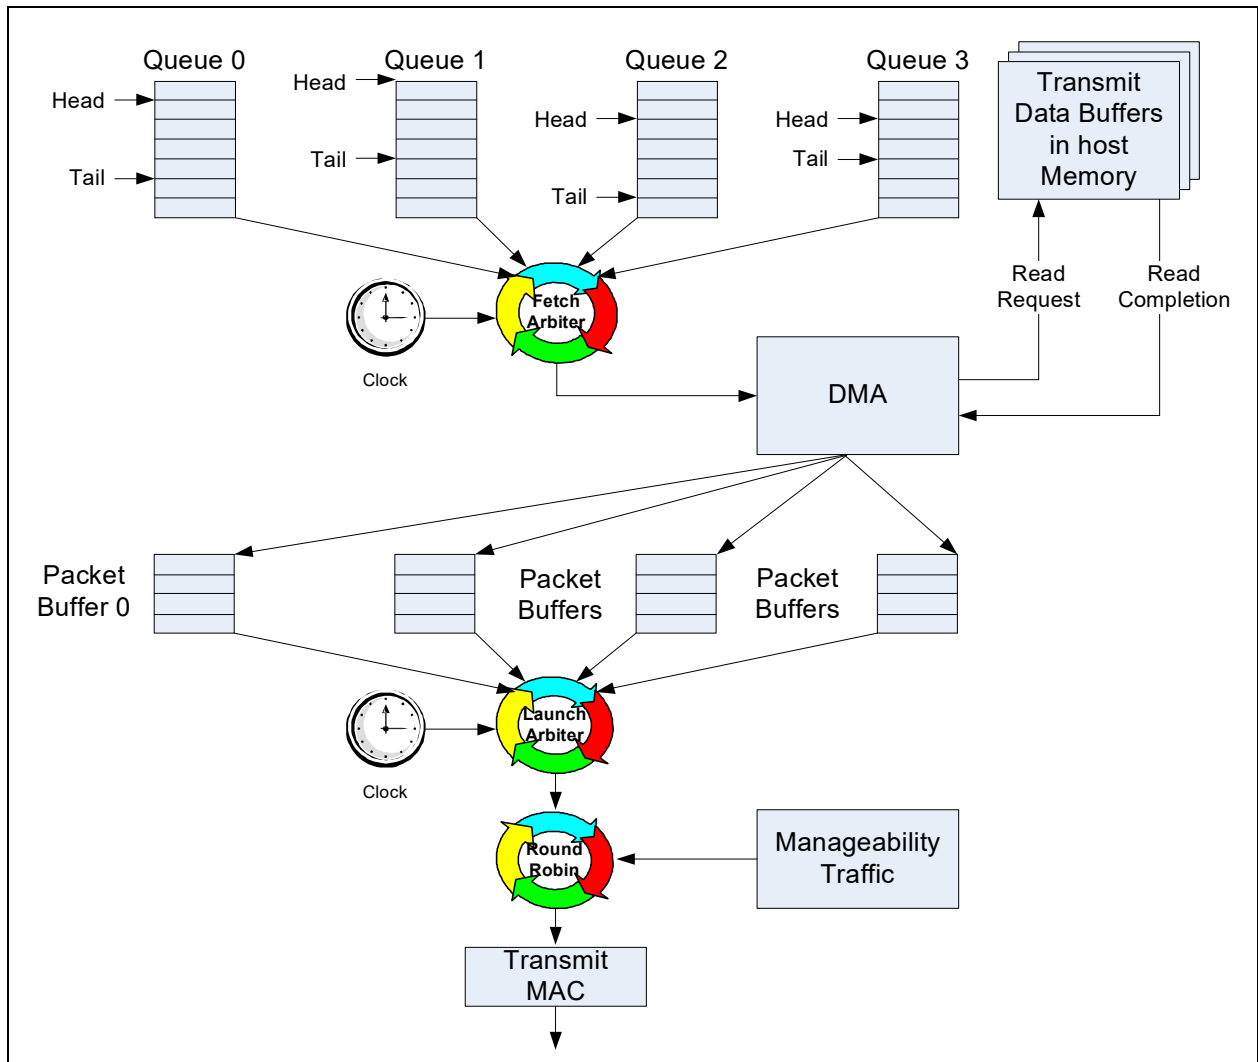 Queue 0
Queue 1
Queue 2
Queue 3
Head
Tail
Head
Tail
Head
Tail
Head
Tail
Transmit
Data Buffers
in host
Memory
Read
Request
Read
Completion
Fetch
Arbiter
Clock
DMA
Packet
Buffer 0
Packet
Buffers
Packet
Buffers
Launch
Arbiter
Clock
Round
Robin
Manageability
Traffic
Transmit
MAC